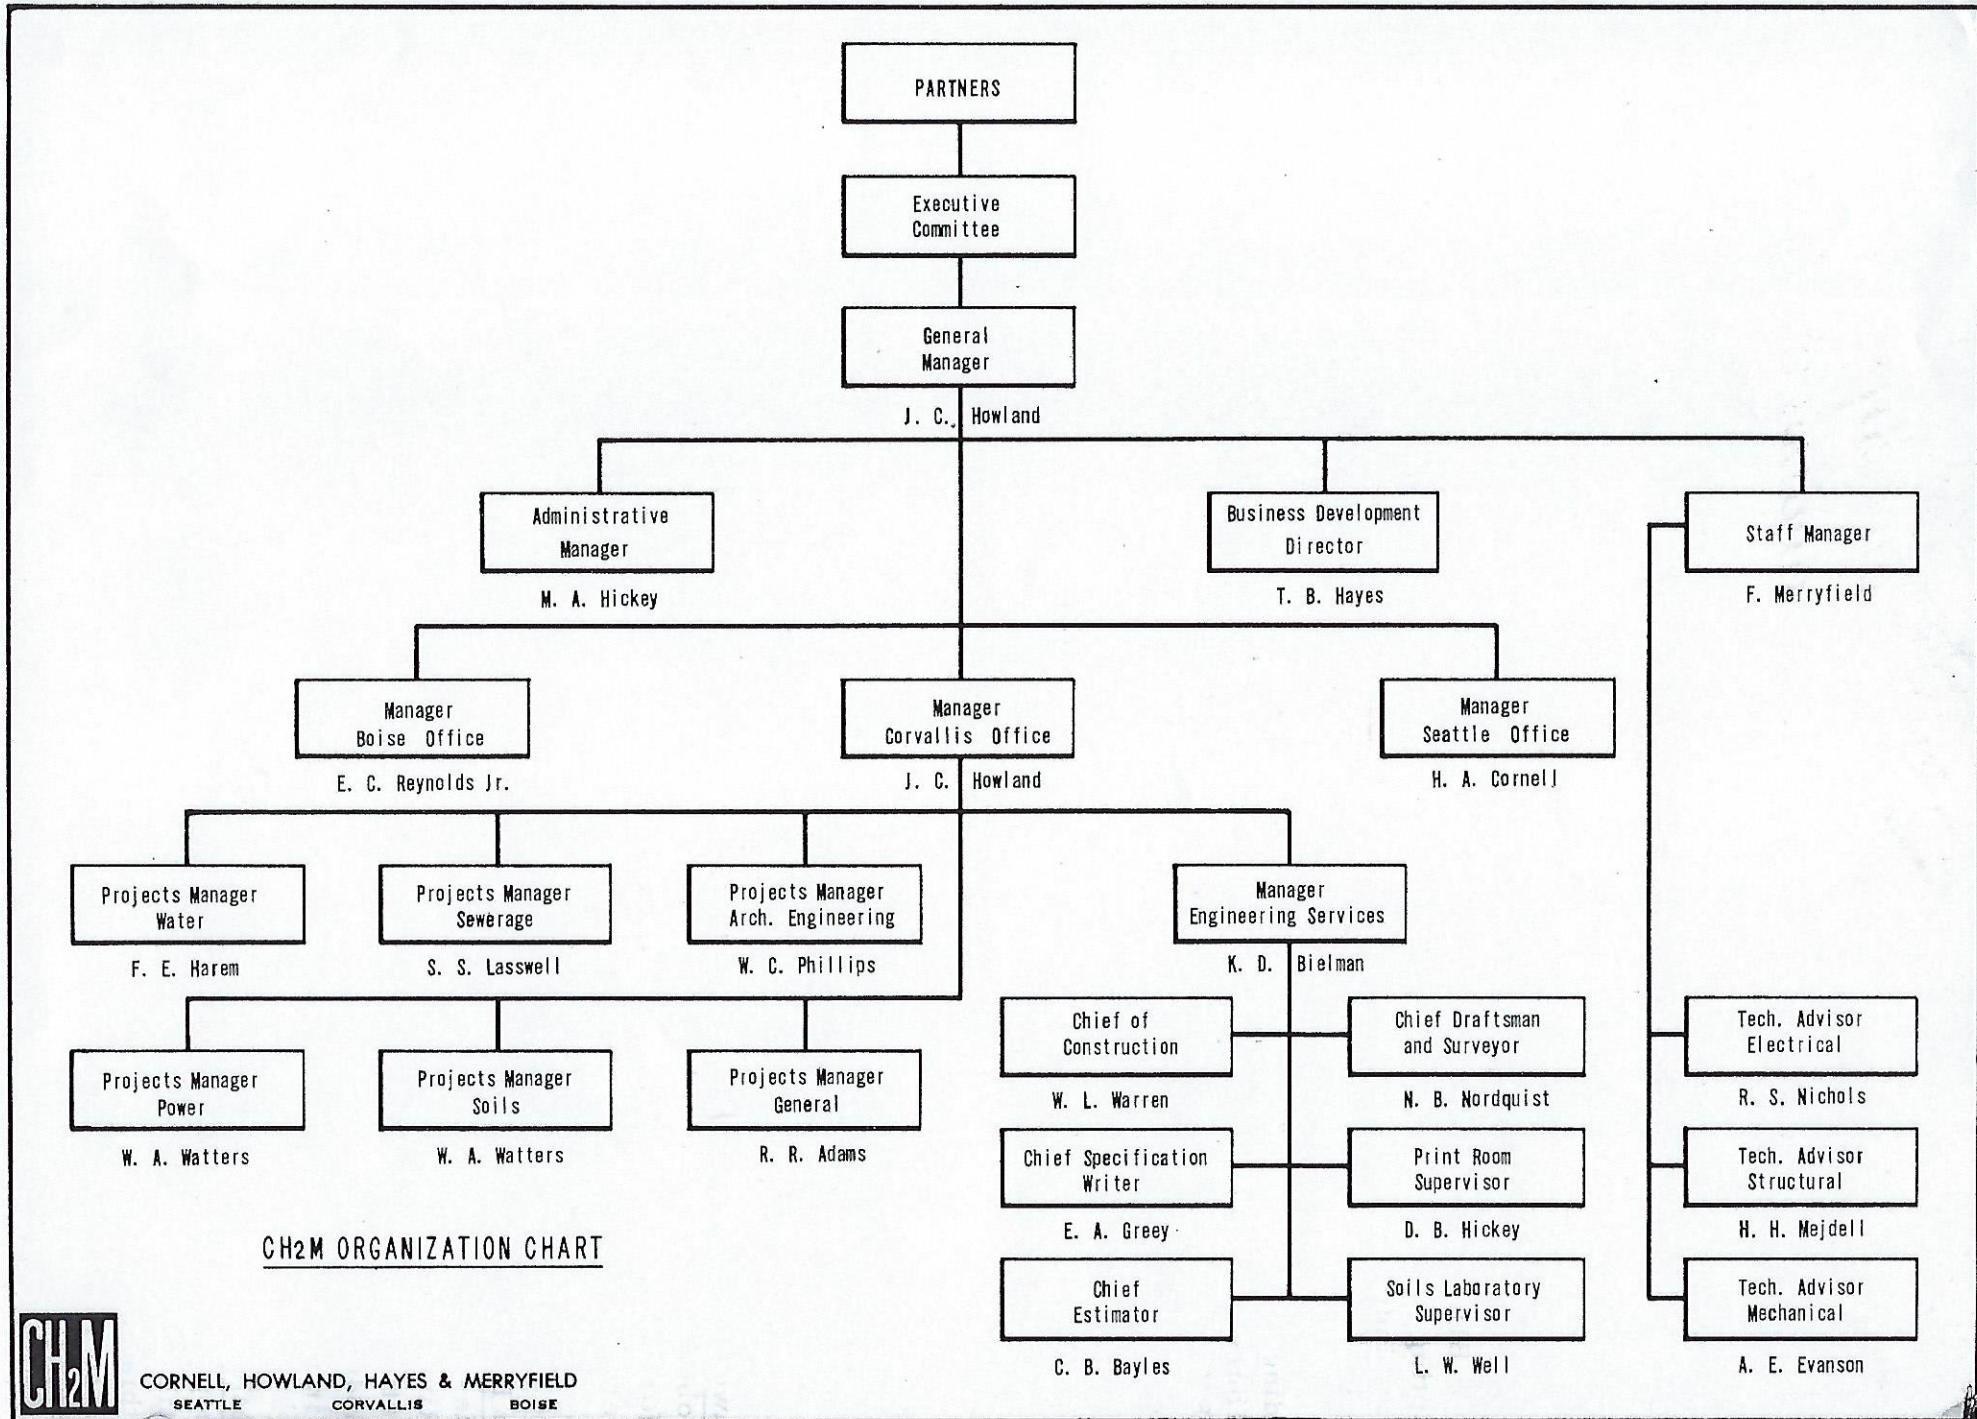 PARTNERS
Executive
Committee
General
Manager
J. C. Howland
Administrative
Manager
M. A. Hickey
Business Development
Director
T. B. Hayes
Staff Manager
F. Merryfield
Manager
Boise Office
E. C. Reynolds Jr.
Manager
Corvallis Office
J. C. Howland
Manager
Seattle Office
H. A. Cornell
Projects Manager
Water
F. E. Harem
Projects Manager
Sewerage
S. S. Lasswell
Projects Manager
Arch. Engineering
W. C. Phillips
Manager
Engineering Services
K. D. Bielman
Projects Manager
Power
W. A. Watters
Projects Manager
Soils
W. A. Watters
Projects Manager
General
R. R. Adams
Chief of
Construction
W. L. Warren
Chief Draftsman
and Surveyor
N. B. Nordquist
Tech. Advisor
Electrical
R. S. Nichols
Chief Specification
Writer
E. A. Greey
Print Room
Supervisor
D. B. Hickey
Tech. Advisor
Structural
H. H. Mejdell
Chief
Estimator
C. B. Bayles
Soils Laboratory
Supervisor
L. W. Well
Tech. Advisor
Mechanical
A. E. Evanson
CH2M ORGANIZATION CHART
CH2M
CORNELL, HOWLAND, HAYES & MERRYFIELD
SEATTLE CORVALLIS BOISE